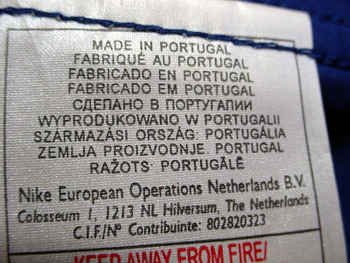 MADE IN PORTUGAL
FABRIQUÉ AU PORTUGAL
FABRICADO EN PORTUGAL
FABRICADO EM PORTUGAL
СДЕЛАНО В ПОРТУГАЛИИ
WYPRODUKOWANO W PORTUGALII
SZÁRMAZÁSI ORSZÁG: PORTUGÁLIA
ZEMLJA PROIZVODNJE: PORTUGAL
RAŽOTS PORTUGĀLĒ
Nike European Operations Netherlands B.V.
Colosseum 1, 1213 NL Hilversum, The Netherlands
C.I.F./Nº Contribuinte: 802820323
KEEP AWAY FROM FIRE/